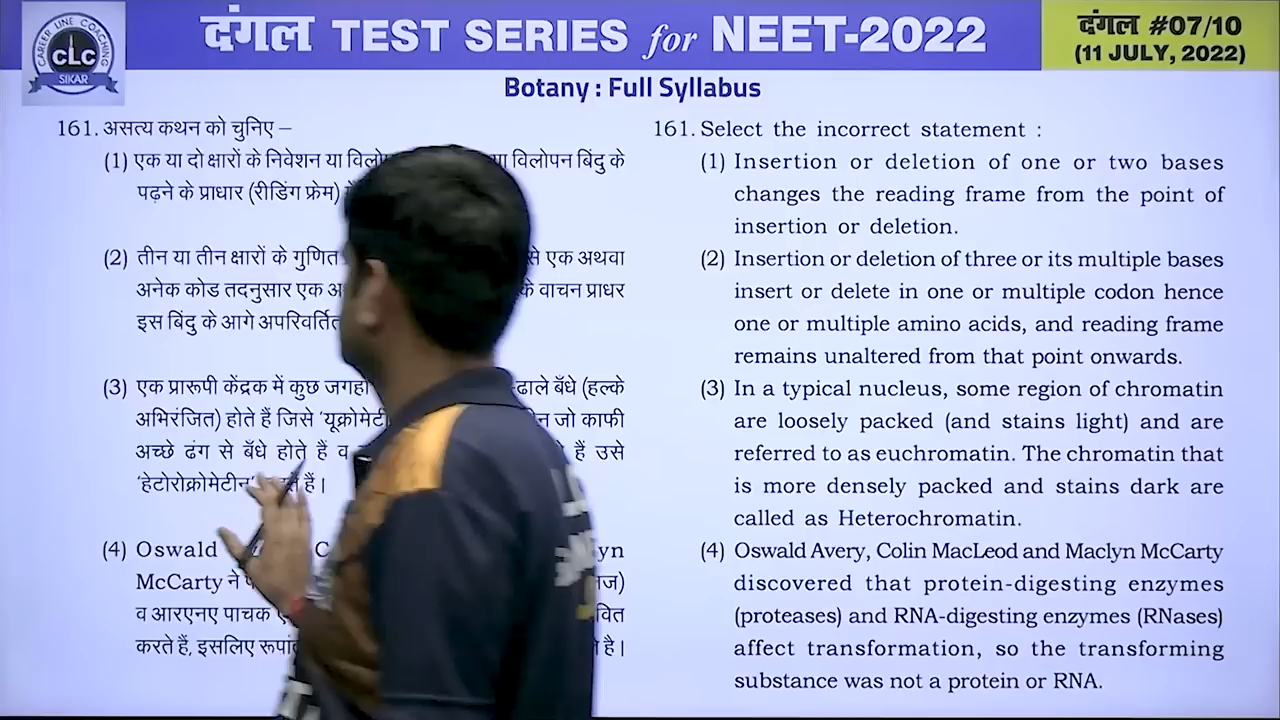 CAREER LINE COACHING
CLC
SIKAR
दंगल TEST SERIES for NEET-2022
दंगल #07/10
(11 JULY, 2022)
Botany : Full Syllabus
161. असत्य कथन को चुनिए –
(1) एक या दो क्षारों के निवेशन या विलोपन बिंदु के
पढ़ने के प्राधार (रीडिंग फ्रेम)
(2) तीन या तीन क्षारों के गुणित से एक अथवा
अनेक कोड तदनुसार एक के वाचन प्राधर
इस बिंदु के आगे
(3) एक प्रारूपी केंद्रक में कुछ बँधे (हल्के
अभिरंजित) होते हैं जिसे जो काफी
अच्छे ढंग से बँधे होते हैं व हैं उसे
'हेटोरोक्रोमेटीन' हैं।
(4) Oswald
McCarty ने
व आरएनए पाचक
करते हैं, इसलिए है।
161. Select the incorrect statement :
(1) Insertion or deletion of one or two bases
changes the reading frame from the point of
insertion or deletion.
(2) Insertion or deletion of three or its multiple bases
insert or delete in one or multiple codon hence
one or multiple amino acids, and reading frame
remains unaltered from that point onwards.
(3) In a typical nucleus, some region of chromatin
are loosely packed (and stains light) and are
referred to as euchromatin. The chromatin that
is more densely packed and stains dark are
called as Heterochromatin.
(4) Oswald Avery, Colin MacLeod and Maclyn McCarty
discovered that protein-digesting enzymes
(proteases) and RNA-digesting enzymes (RNases)
affect transformation, so the transforming
substance was not a protein or RNA.